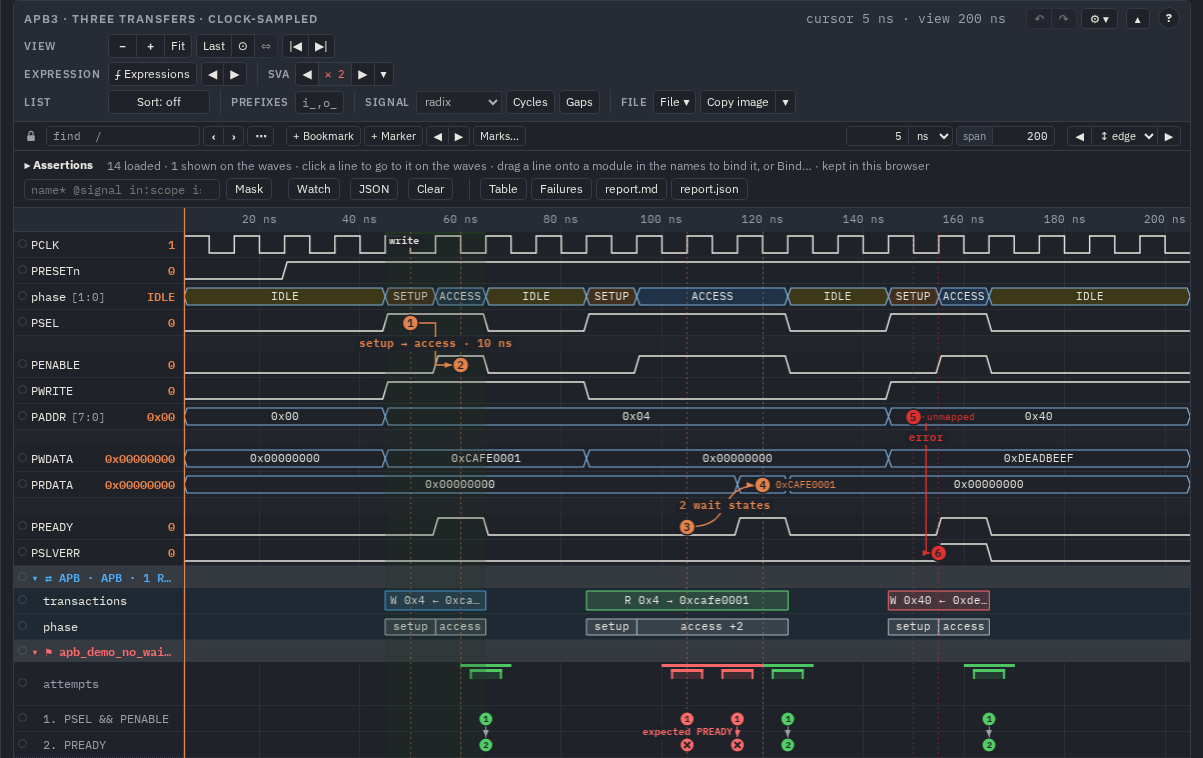 APB3 · THREE TRANSFERS · CLOCK-SAMPLED cursor 5 ns · view 200 ns ↶ ↷ ⚙ ▾ ▴ ?
VIEW − + Fit Last ⊙ ⇔ |◀ ▶|
EXPRESSION ⨍ Expressions ◀ ▶ SVA ◀ × 2 ▶ ▾
LIST Sort: off PREFIXES i_,o_ SIGNAL radix Cycles Gaps FILE File ▾ Copy image ▾
find / ‹ › ⋯ + Bookmark + Marker ◀ ▶ Marks... 5 ns span 200 ◀ ↕ edge ▶
▸ Assertions 14 loaded · 1 shown on the waves · click a line to go to it on the waves · drag a line onto a module in the names to bind it, or Bind... · kept in this browser
name* @signal in:scope i: Mask Watch JSON Clear Table Failures report.md report.json
20 ns 40 ns 60 ns 80 ns 100 ns 120 ns 140 ns 160 ns 180 ns 200 ns
PCLK 1 write
PRESETn 0
phase [1:0] IDLE IDLE SETUP ACCESS IDLE SETUP ACCESS IDLE SETUP ACCESS IDLE
PSEL 0 1
setup → access · 10 ns
PENABLE 0 2
PWRITE 0
PADDR [7:0] 0x00 0x00 0x04 5 unmapped 0x40
error
PWDATA 0x00000000 0x00000000 0xCAFE0001 0x00000000 0xDEADBEEF
PRDATA 0x00000000 0x00000000 4 0xCAFE0001 0x00000000
2 wait states
PREADY 0 3
PSLVERR 0 6
▾ ⇄ APB · APB · 1 R…
transactions W 0x4 ← 0xca… R 0x4 → 0xcafe0001 W 0x40 ← 0xde…
phase setup access setup access +2 setup access
▾ ⚑ apb_demo_no_wai…
attempts
1. PSEL && PENABLE 1 1 1 1 1
expected PREADY
2. PREADY 2 × × 2 2